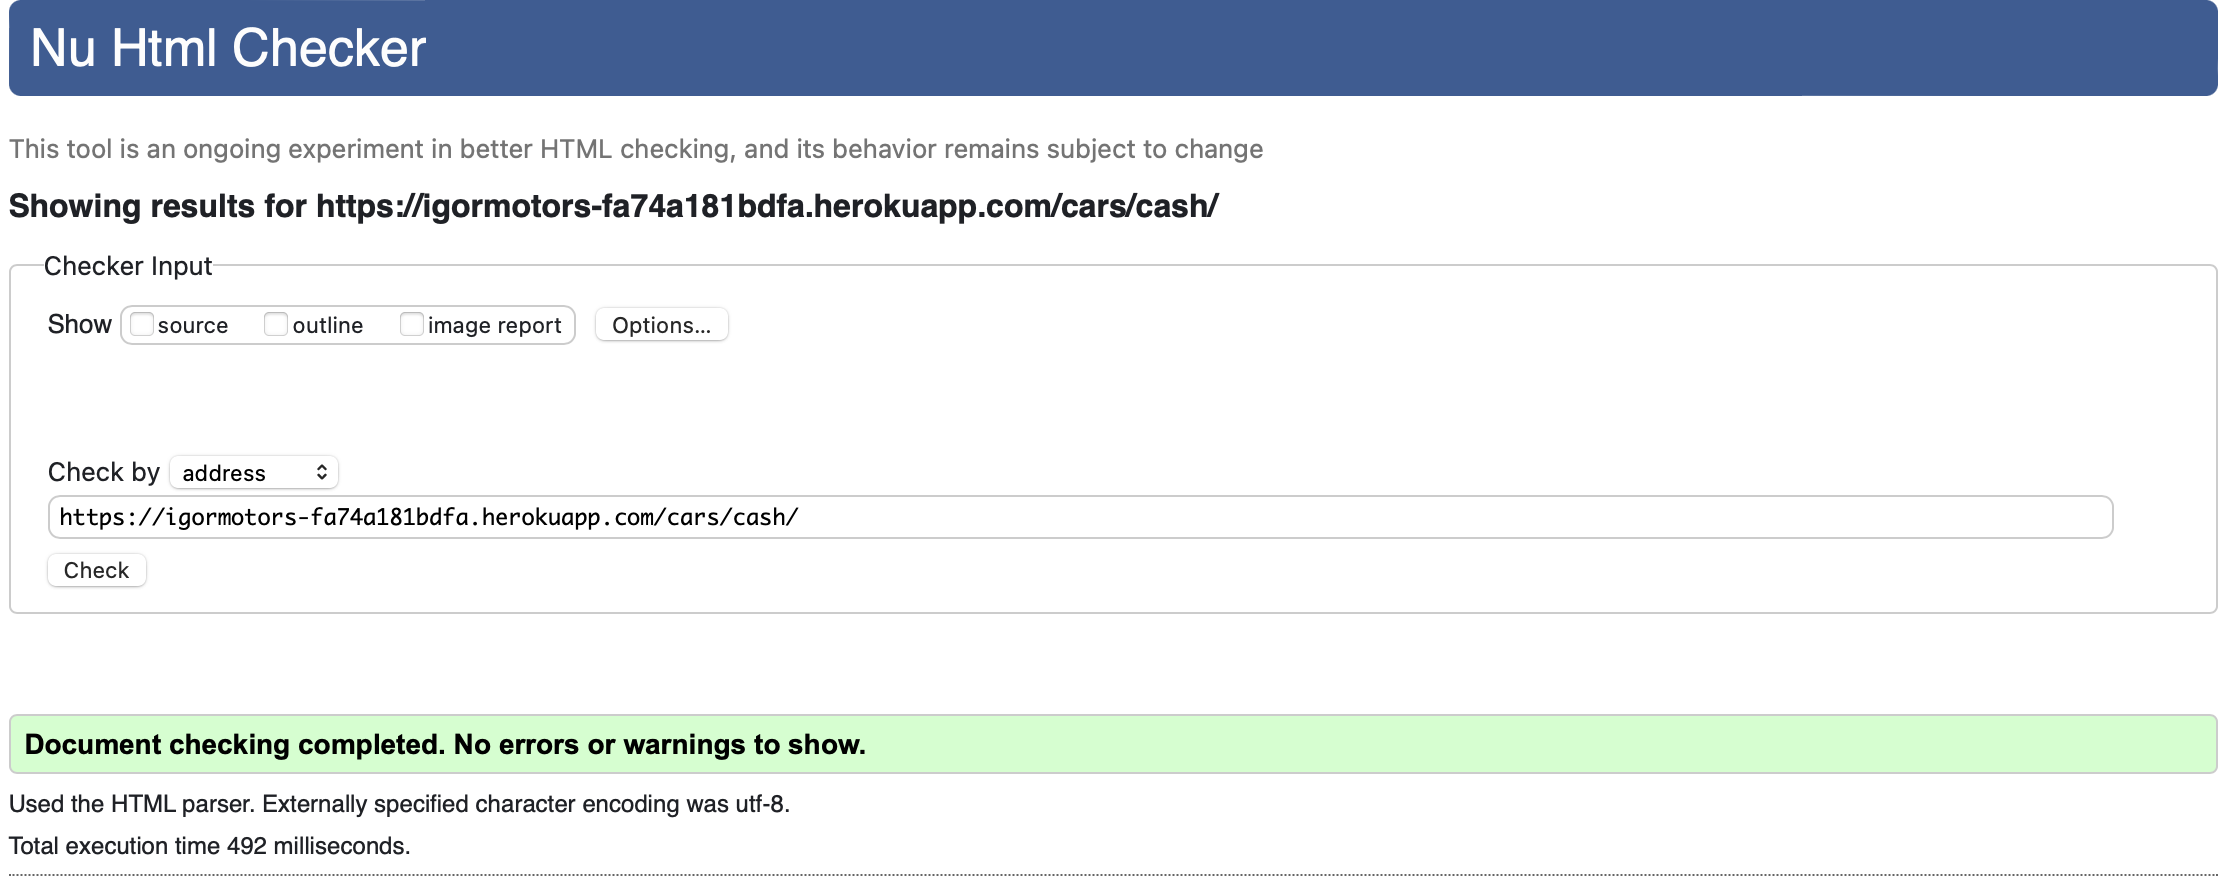 Nu Html Checker
This tool is an ongoing experiment in better HTML checking, and its behavior remains subject to change
Showing results for https://igormotors-fa74a181bdfa.herokuapp.com/cars/cash/
Checker Input
Show source outline image report Options...
Check by address
https://igormotors-fa74a181bdfa.herokuapp.com/cars/cash/
Check
Document checking completed. No errors or warnings to show.
Used the HTML parser. Externally specified character encoding was utf-8.
Total execution time 492 milliseconds.